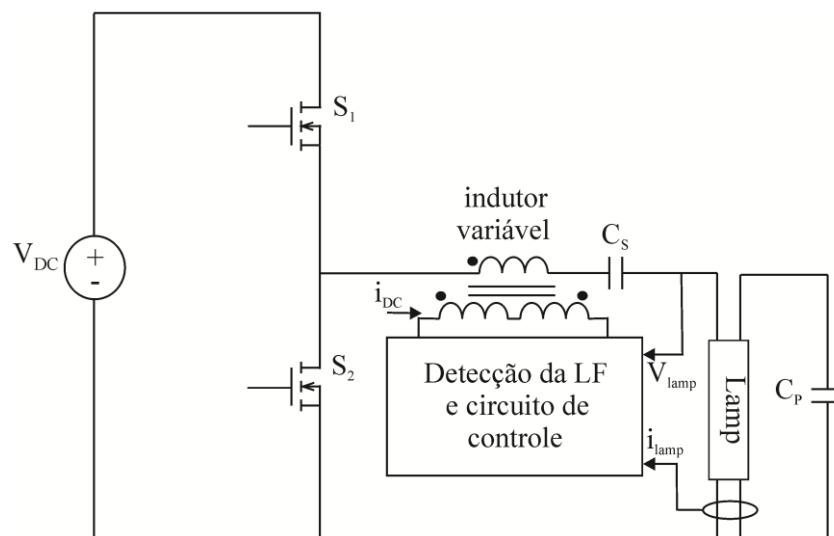 S1
indutor
variável
CS
VDC
+
-
iDC
S2
Detecção da LF
e circuito de
controle
Vlamp
ilamp
Lamp
CP